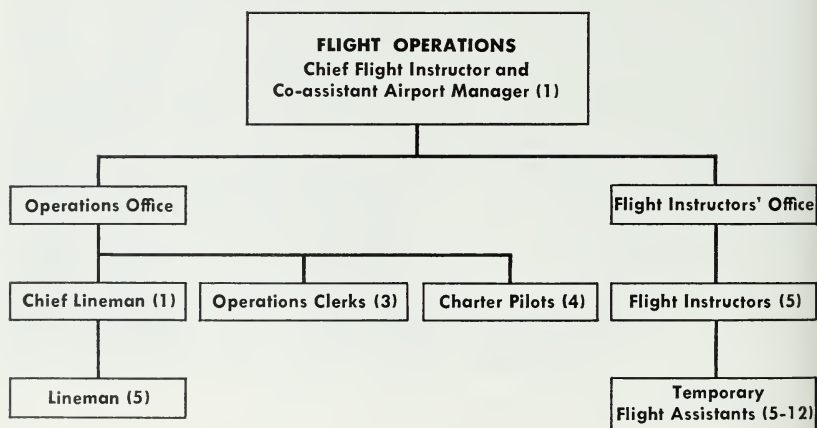 FLIGHT OPERATIONS
Chief Flight Instructor and
Co-assistant Airport Manager (1)
Operations Office
Flight Instructors' Office
Chief Lineman (1)
Operations Clerks (3)
Charter Pilots (4)
Flight Instructors (5)
Lineman (5)
Temporary
Flight Assistants (5-12)